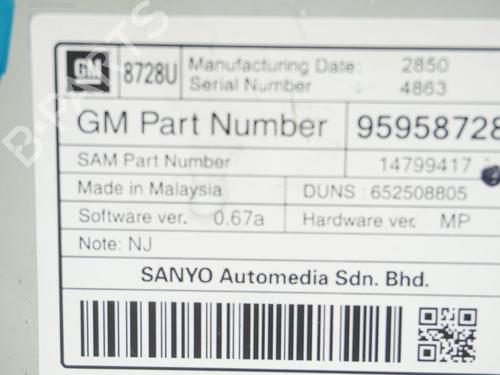 GM 8728U Manufacturing Date: 2850
Serial Number 4863
GM Part Number 95958728
SAM Part Number 14799417
Made in Malaysia DUNS : 652508805
Software ver. 0.67a Hardware ver. MP
Note: NJ
SANYO Automedia Sdn. Bhd.
B-PARTS